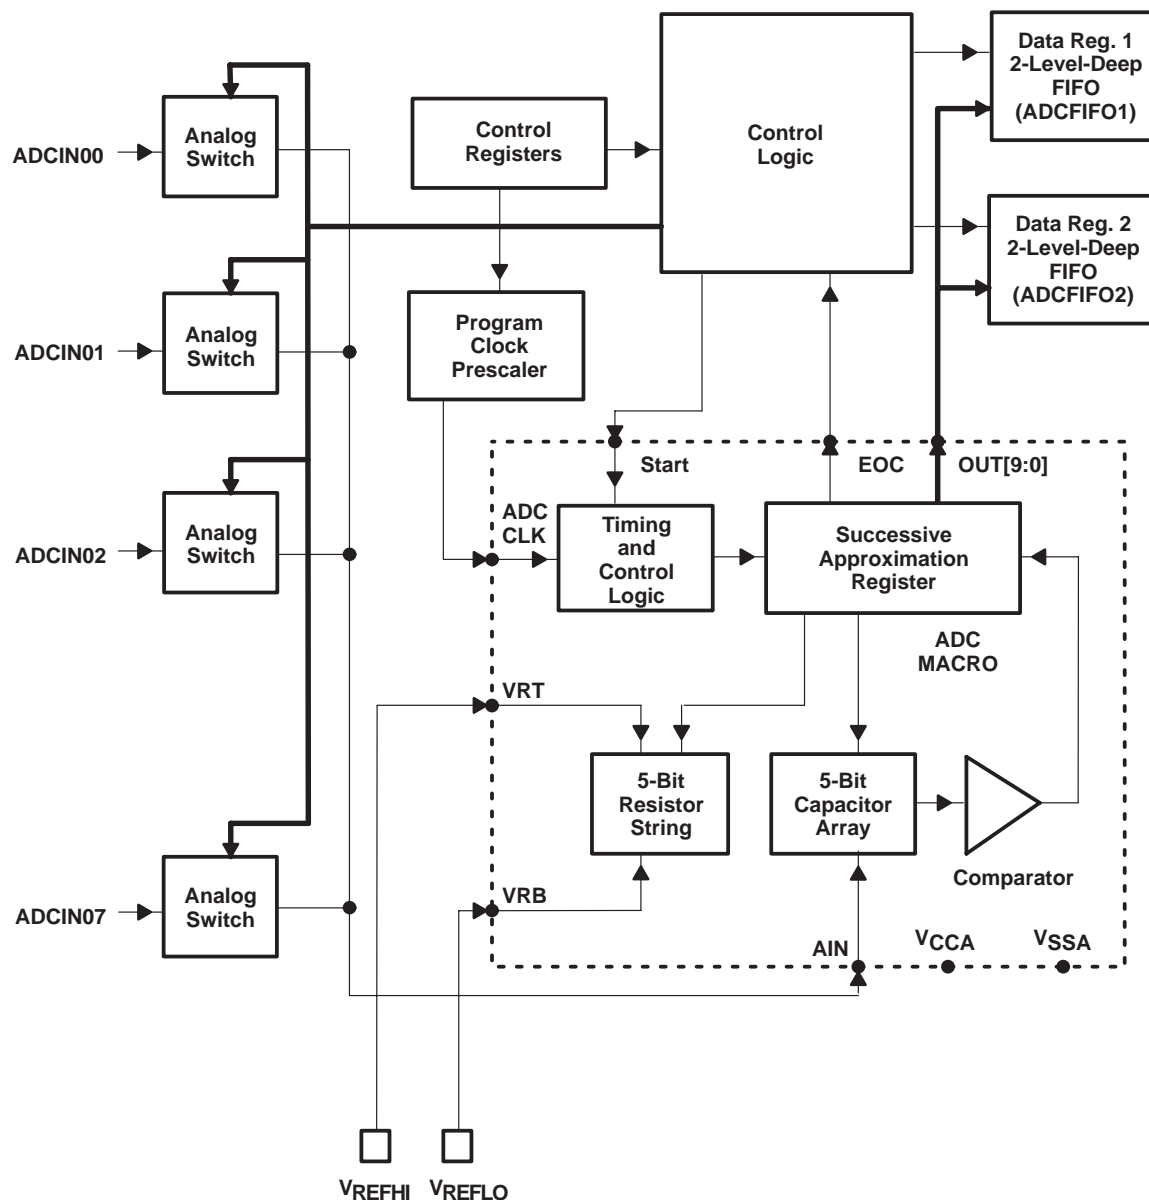 Data Reg. 1
2-Level-Deep
FIFO
(ADCFIFO1)
Control
Logic
Control
Registers
Analog
Switch
ADCIN00
Data Reg. 2
2-Level-Deep
FIFO
(ADCFIFO2)
Analog
Switch
ADCIN01
Program
Clock
Prescaler
Start
EOC
OUT[9:0]
Analog
Switch
ADCIN02
ADC
CLK
Timing
and
Control
Logic
Successive
Approximation
Register
ADC
MACRO
VRT
5-Bit
Resistor
String
5-Bit
Capacitor
Array
Comparator
Analog
Switch
ADCIN07
VRB
AIN
VCCA
VSSA
VREFHI
VREFLO